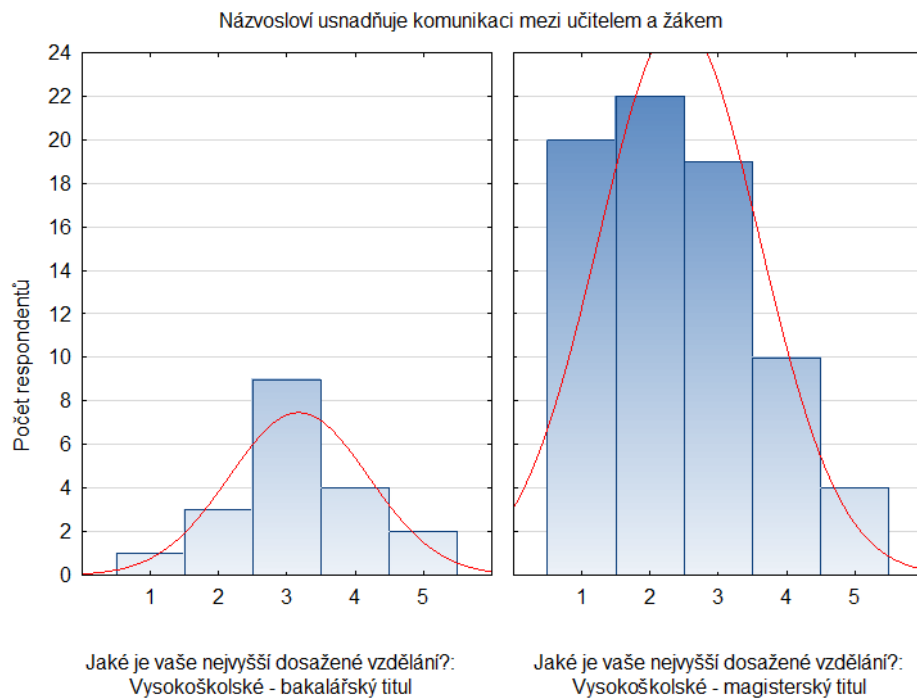 Názvosloví usnadňuje komunikaci mezi učitelem a žákem
Počet respondentů
24
22
20
18
16
14
12
10
8
6
4
2
0
1 2 3 4 5
1 2 3 4 5
Jaké je vaše nejvyšší dosažené vzdělání?:
Vysokoškolské - bakalářský titul
Jaké je vaše nejvyšší dosažené vzdělání?:
Vysokoškolské - magisterský titul